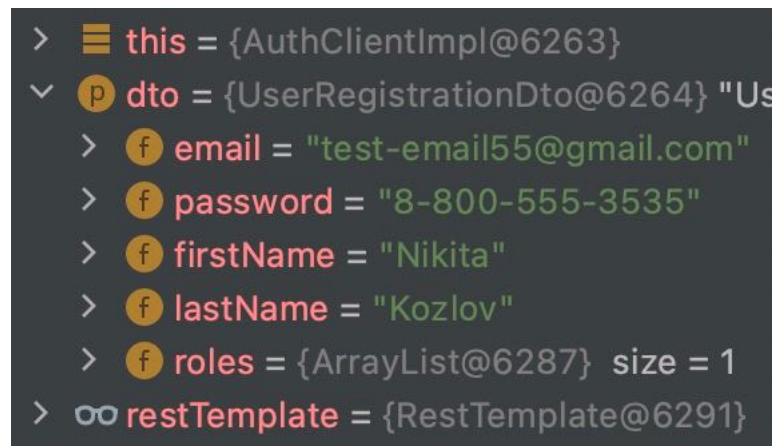 this = {AuthClientImpl@6263}
p dto = {UserRegistrationDto@6264} "Us
f email = "test-email55@gmail.com"
f password = "8-800-555-3535"
f firstName = "Nikita"
f lastName = "Kozlov"
f roles = {ArrayList@6287} size = 1
restTemplate = {RestTemplate@6291}